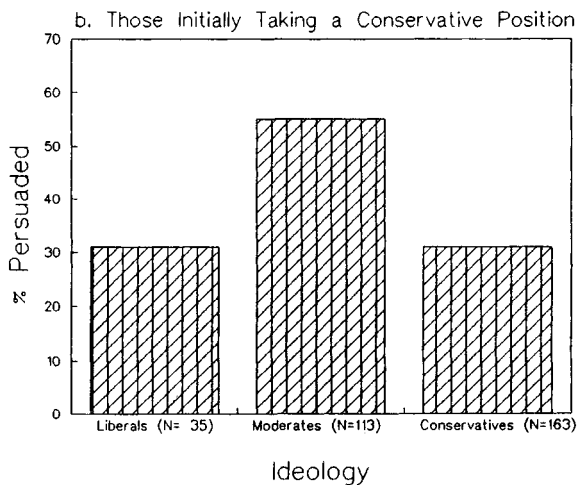 b. Those Initially Taking a Conservative Position
70
60
50
40
30
20
10
0
% Persuaded
Liberals (N= 35) Moderates (N=113) Conservatives (N=163)
Ideology